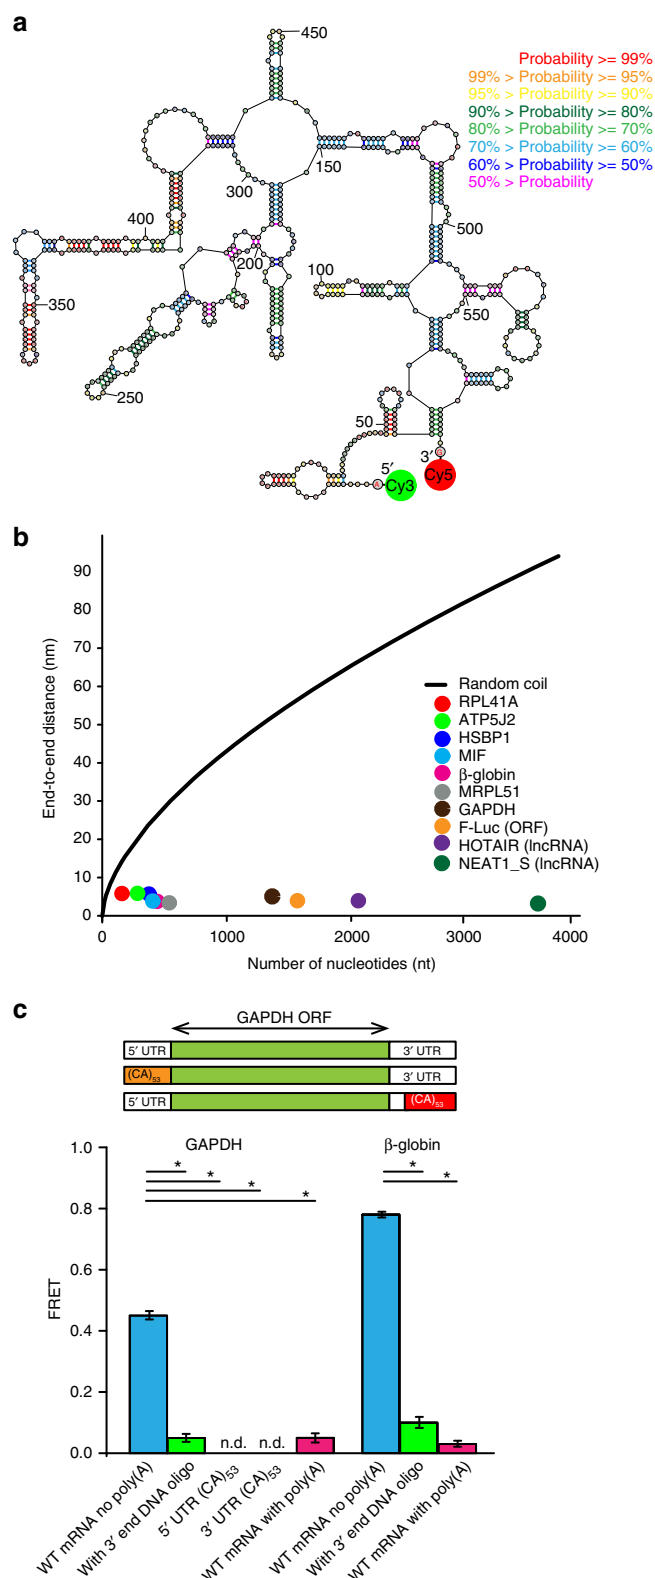 a
450
Probability >= 99%
99% > Probability >= 95%
95% > Probability >= 90%
90% > Probability >= 80%
80% > Probability >= 70%
70% > Probability >= 60%
60% > Probability >= 50%
50% > Probability
150
300
400
200
500
100
350
550
250
50
5′
3′
A
G
Cy3
Cy5
b
End-to-end distance (nm)
90
80
70
60
50
40
30
20
10
0
0
1000
2000
3000
4000
Number of nucleotides (nt)
Random coil
RPL41A
ATP5J2
HSBP1
MIF
β-globin
MRPL51
GAPDH
F-Luc (ORF)
HOTAIR (lncRNA)
NEAT1_S (lncRNA)
c
GAPDH ORF
5′ UTR
3′ UTR
(CA)53
3′ UTR
5′ UTR
(CA)53
GAPDH
β-globin
* * * *
* *
FRET
1.0
0.8
0.6
0.4
0.2
0.0
n.d.
n.d.
WT mRNA no poly(A)
With 3′ end DNA oligo
5′ UTR (CA)53
3′ UTR (CA)53
WT mRNA with poly(A)
WT mRNA no poly(A)
With 3′ end DNA oligo
WT mRNA with poly(A)